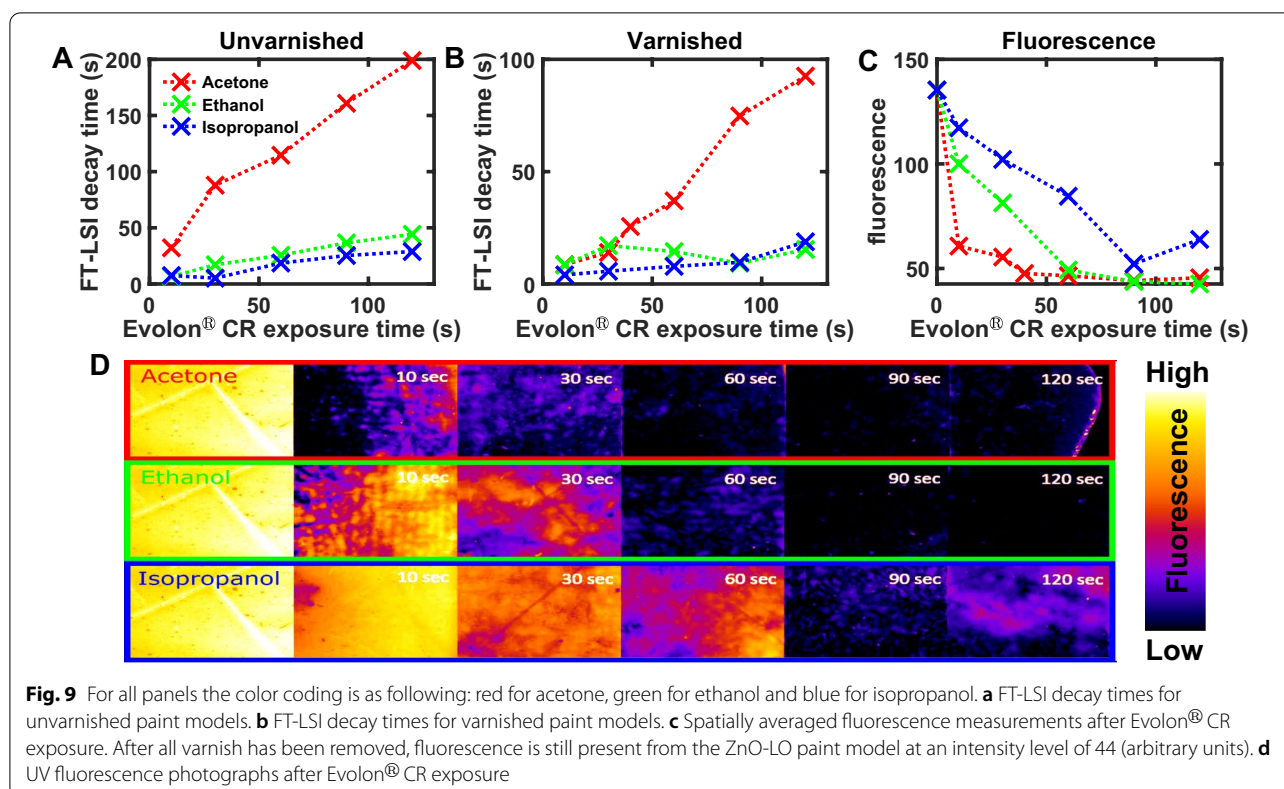 Unvarnished
Varnished
Fluorescence
A
B
C
FT-LSI decay time (s)
200
150
100
50
0
Acetone
Ethanol
Isopropanol
0
50
100
Evolon® CR exposure time (s)
FT-LSI decay time (s)
100
50
0
0
50
100
Evolon® CR exposure time (s)
fluorescence
150
100
50
0
50
100
Evolon® CR exposure time (s)
D
Acetone
10 sec
30 sec
60 sec
90 sec
120 sec
Ethanol
10 sec
30 sec
60 sec
90 sec
120 sec
Isopropanol
10 sec
30 sec
60 sec
90 sec
120 sec
High
Fluorescence
Low
Fig. 9 For all panels the color coding is as following: red for acetone, green for ethanol and blue for isopropanol. a FT-LSI decay times for
unvarnished paint models. b FT-LSI decay times for varnished paint models. c Spatially averaged fluorescence measurements after Evolon® CR
exposure. After all varnish has been removed, fluorescence is still present from the ZnO-LO paint model at an intensity level of 44 (arbitrary units). d
UV fluorescence photographs after Evolon® CR exposure